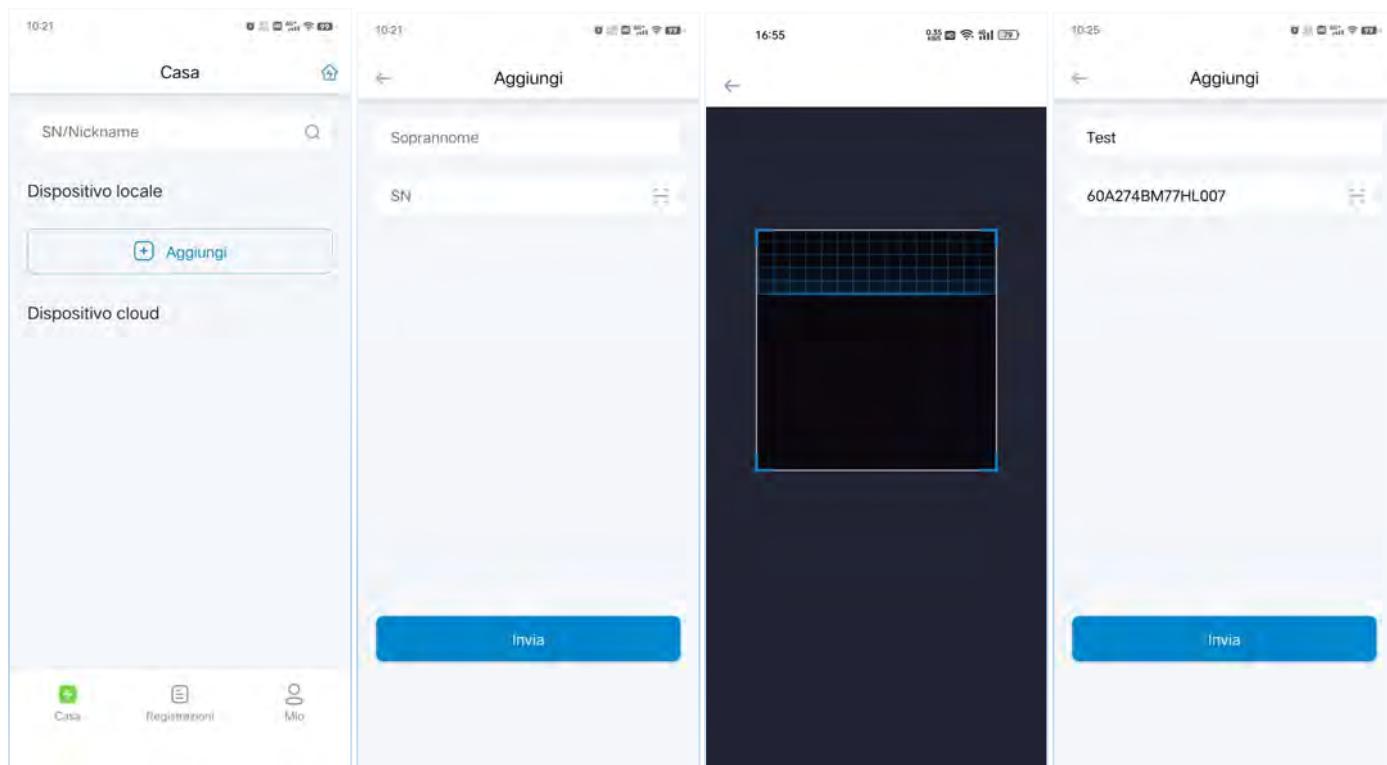 10:21
Casa
SN/Nickname
Dispositivo locale
Aggiungi
Dispositivo cloud
Casa
Registrazioni
Mio
10:21
Aggiungi
Soprannome
SN
Invia
16:55
79
10:25
Aggiungi
Test
60A274BM77HL007
Invia